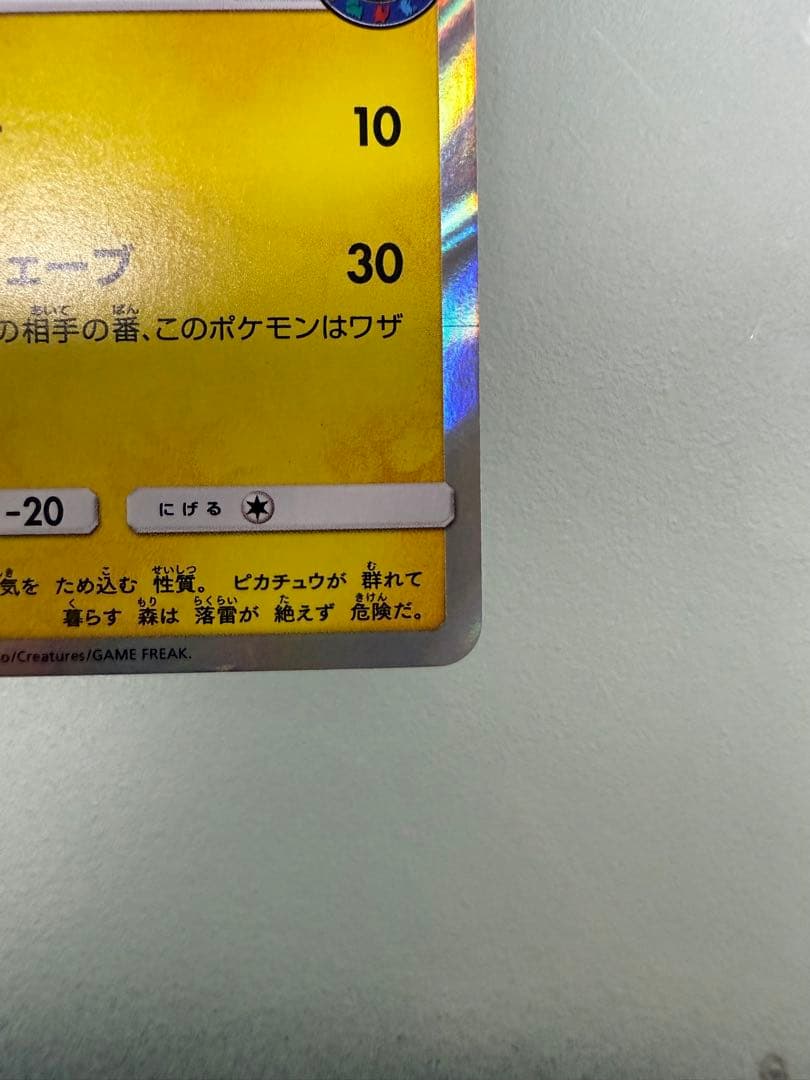 10
ェーブ 30
の相手の番、このポケモンはワザ
-20
にげる
気を ため込む 性質。 ピカチュウが 群れて
暮らす 森は 落雷が 絶えず 危険だ。
o/Creatures/GAME FREAK.